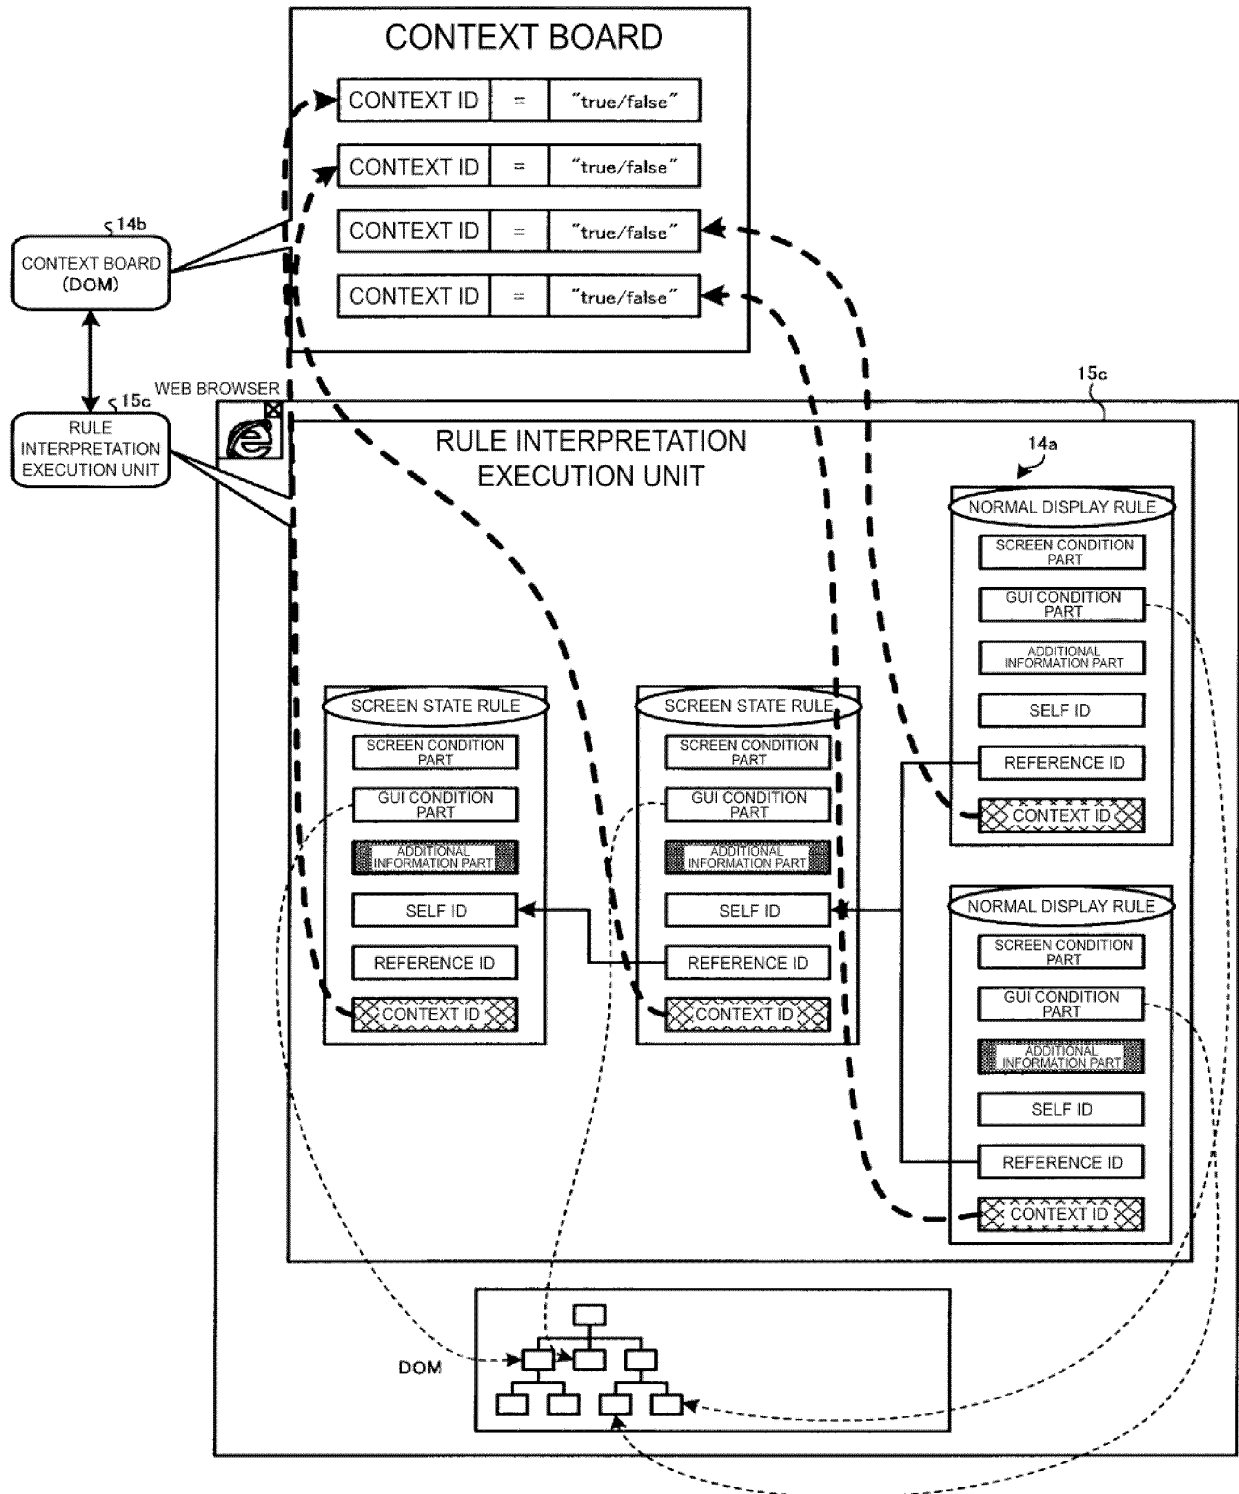 CONTEXT BOARD
CONTEXT ID = "true/false"
CONTEXT ID = "true/false"
CONTEXT ID = "true/false"
CONTEXT ID = "true/false"
14b
CONTEXT BOARD
(DOM)
WEB BROWSER
15c
RULE
INTERPRETATION
EXECUTION UNIT
e
15c
RULE INTERPRETATION
EXECUTION UNIT
14a
NORMAL DISPLAY RULE
SCREEN CONDITION
PART
GUI CONDITION
PART
ADDITIONAL
INFORMATION PART
SELF ID
REFERENCE ID
CONTEXT ID
SCREEN STATE RULE
SCREEN CONDITION
PART
GUI CONDITION
PART
ADDITIONAL
INFORMATION PART
SELF ID
REFERENCE ID
CONTEXT ID
SCREEN STATE RULE
SCREEN CONDITION
PART
GUI CONDITION
PART
ADDITIONAL
INFORMATION PART
SELF ID
REFERENCE ID
CONTEXT ID
NORMAL DISPLAY RULE
SCREEN CONDITION
PART
GUI CONDITION
PART
ADDITIONAL
INFORMATION PART
SELF ID
REFERENCE ID
CONTEXT ID
DOM